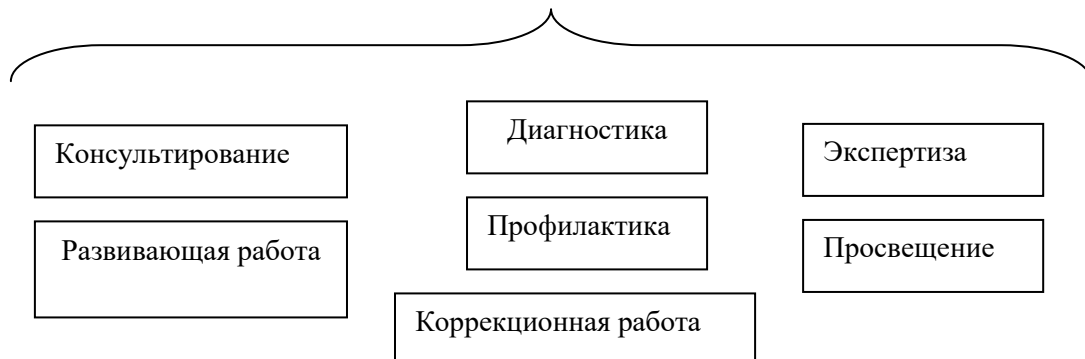 Диагностика
Консультирование
Экспертиза
Профилактика
Развивающая работа
Просвещение
Коррекционная работа